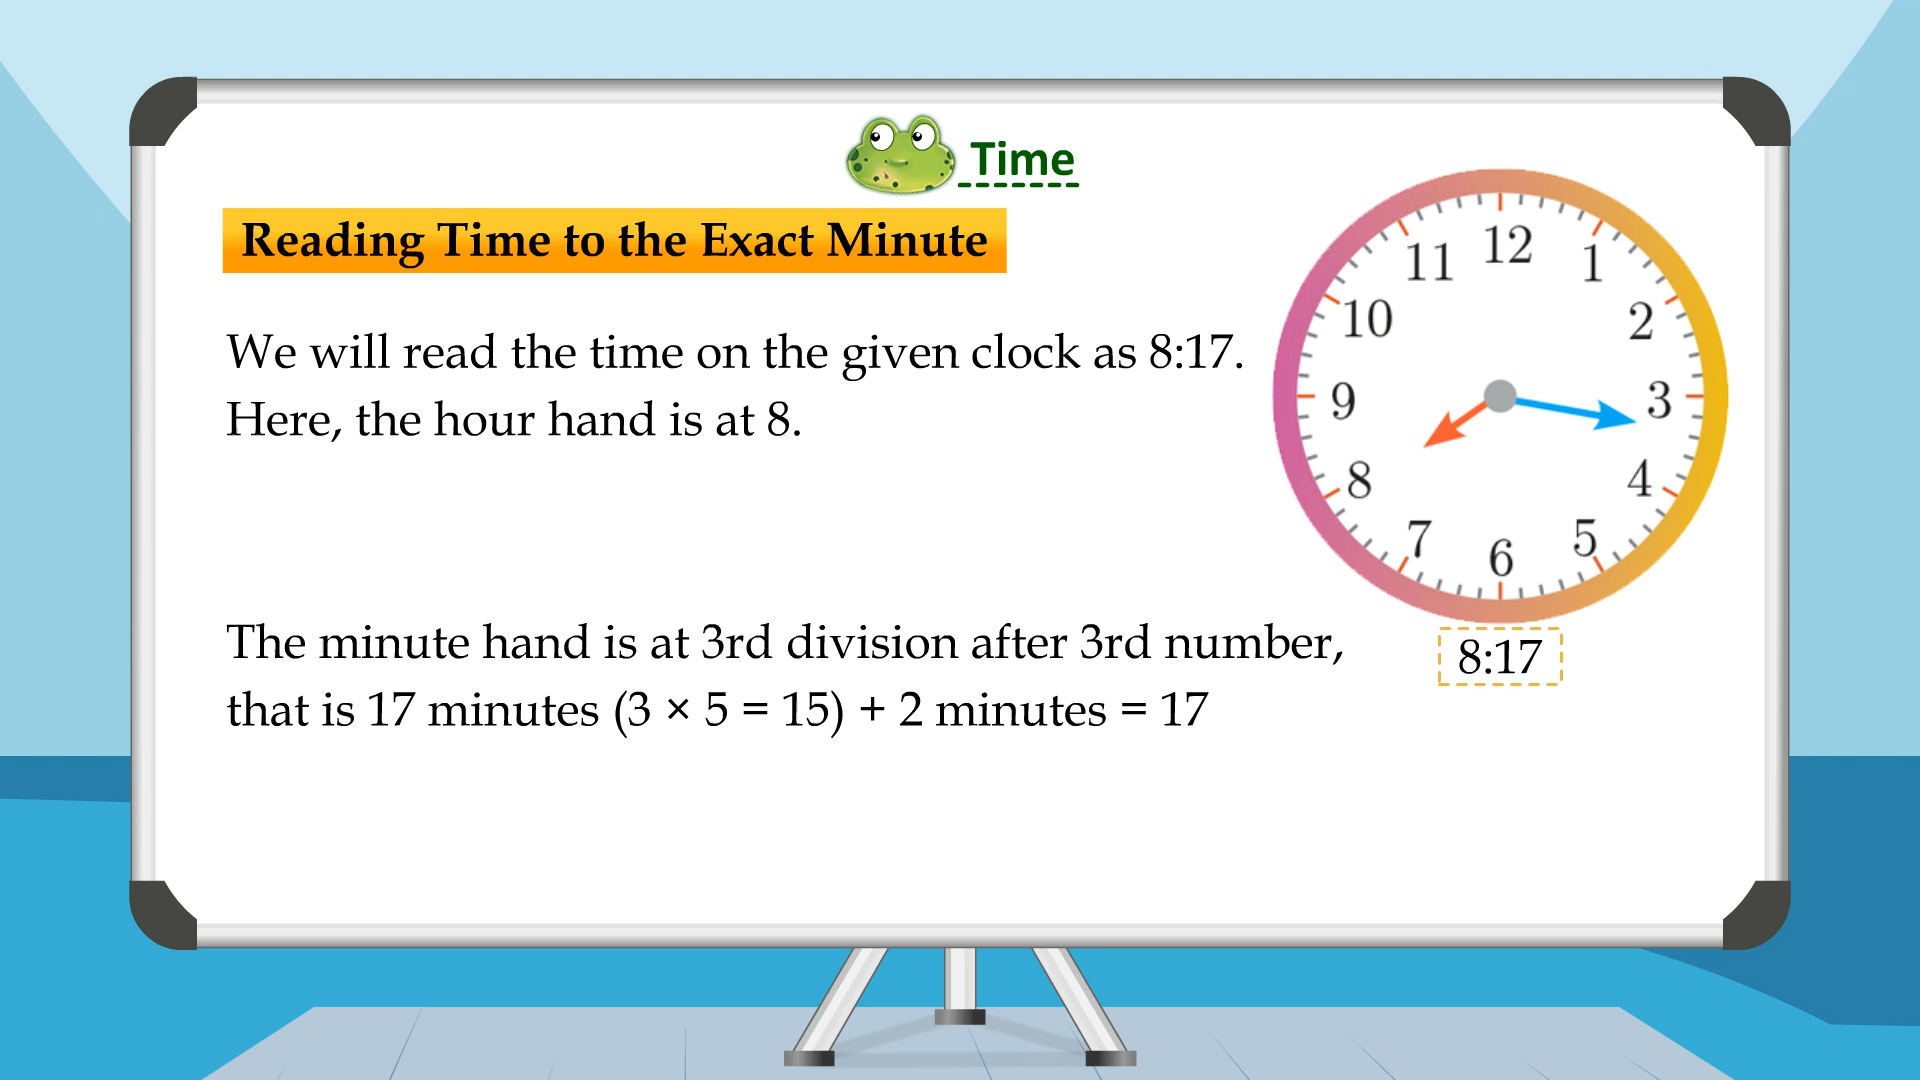 Time
Reading Time to the Exact Minute
We will read the time on the given clock as 8:17.
Here, the hour hand is at 8.
The minute hand is at 3rd division after 3rd number,
that is 17 minutes (3 × 5 = 15) + 2 minutes = 17
12
1
2
3
4
5
6
7
8
9
10
11
8:17